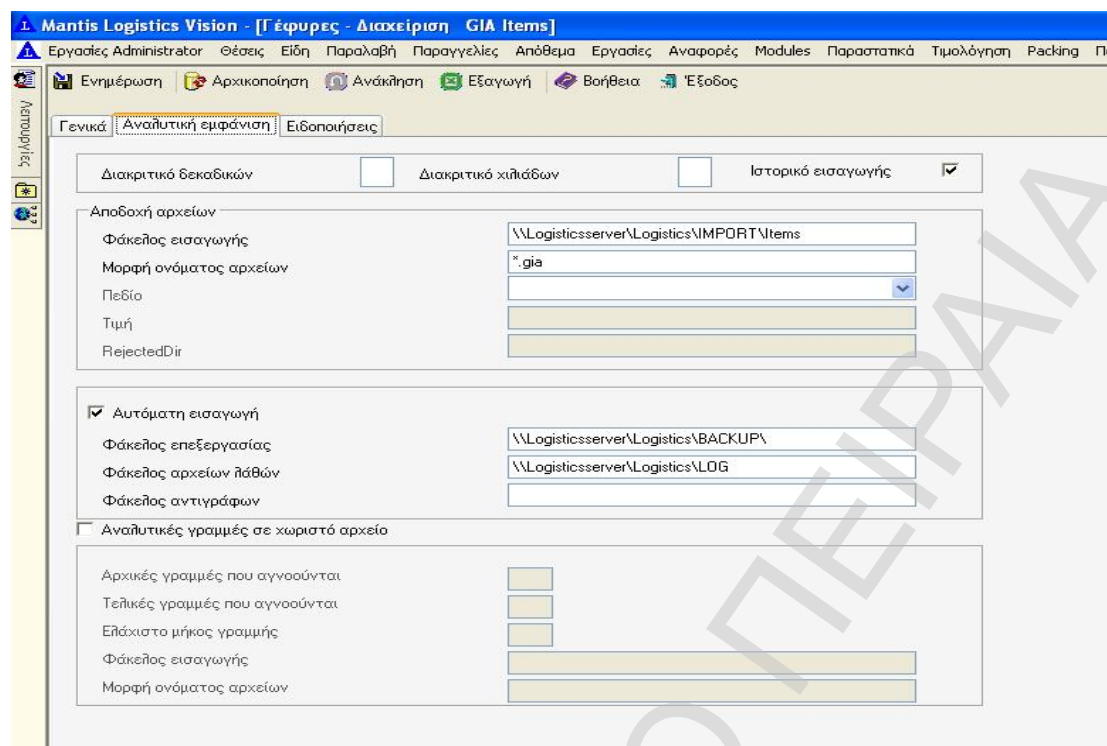 Mantis Logistics Vision - [Γέφυρες - Διαχείριση GIA Items]
Εργασίες Administrator Θέσεις Είδη Παραλαβή Παραγγελίες Απόθεμα Εργασίες Αναφορές Modules Παραστατικά Τιμολόγηση Packing
Ενημέρωση Αρχικοποίηση Ανάκληση Εξαγωγή Βοήθεια Έξοδος
Λειτουργίες
Γενικά Αναλυτική εμφάνιση Ειδοποιήσεις
Διακριτικό δεκαδικών Διακριτικό χιλιάδων Ιστορικό εισαγωγής
Αποδοχή αρχείων
Φάκελος εισαγωγής \\Logisticsserver\Logistics\IMPORT\Items
Μορφή ονόματος αρχείων *.gia
Πεδίο
Τιμή
RejectedDir
Αυτόματη εισαγωγή
Φάκελος επεξεργασίας \\Logisticsserver\Logistics\BACKUP\
Φάκελος αρχείων λάθών \\Logisticsserver\Logistics\LOG
Φάκελος αντιγράφων
Αναλυτικές γραμμές σε χωριστό αρχείο
Αρχικές γραμμές που αγνοούνται
Τελικές γραμμές που αγνοούνται
Ελάχιστο μήκος γραμμής
Φάκελος εισαγωγής
Μορφή ονόματος αρχείων
Ο ΠΕΙΡΑΙΑ